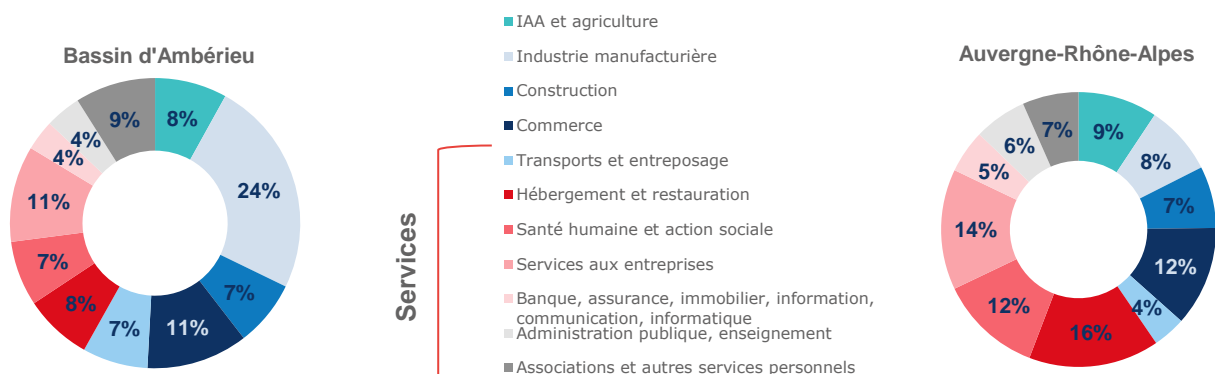 Bassin d'Ambérieu
8%
24%
7%
11%
7%
8%
7%
11%
4%
4%
9%
Services
IAA et agriculture
Industrie manufacturière
Construction
Commerce
Transports et entreposage
Hébergement et restauration
Santé humaine et action sociale
Services aux entreprises
Banque, assurance, immobilier, information,
communication, informatique
Administration publique, enseignement
Associations et autres services personnels
Auvergne-Rhône-Alpes
9%
8%
7%
12%
4%
16%
12%
14%
5%
6%
7%